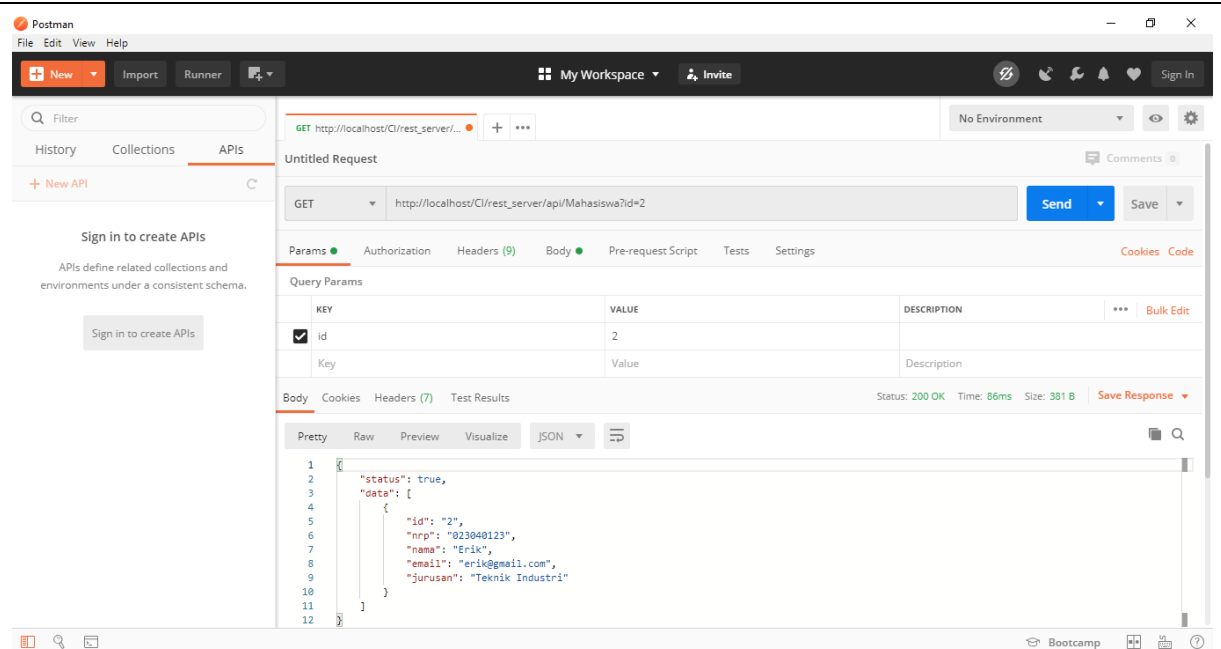 Postman
File Edit View Help
New Import Runner My Workspace Invite Sign In
Filter
History Collections APIs
+ New API
Sign in to create APIs
APIs define related collections and
environments under a consistent schema.
Sign in to create APIs
GET http://localhost/CI/rest_server/... + •••
No Environment
Untitled Request
Comments 0
GET http://localhost/CI/rest_server/api/Mahasiswa?id=2 Send Save
Params Authorization Headers (9) Body Pre-request Script Tests Settings Cookies Code
Query Params
KEY VALUE DESCRIPTION ••• Bulk Edit
id 2
Key Value Description
Body Cookies Headers (7) Test Results Status: 200 OK Time: 86ms Size: 381 B Save Response
Pretty Raw Preview Visualize JSON
1 {
2 "status": true,
3 "data": [
4 {
5 "id": "2",
6 "nrp": "023040123",
7 "nama": "Erik",
8 "email": "erik@gmail.com",
9 "jurusan": "Teknik Industri"
10 }
11 ]
12 }
Bootcamp